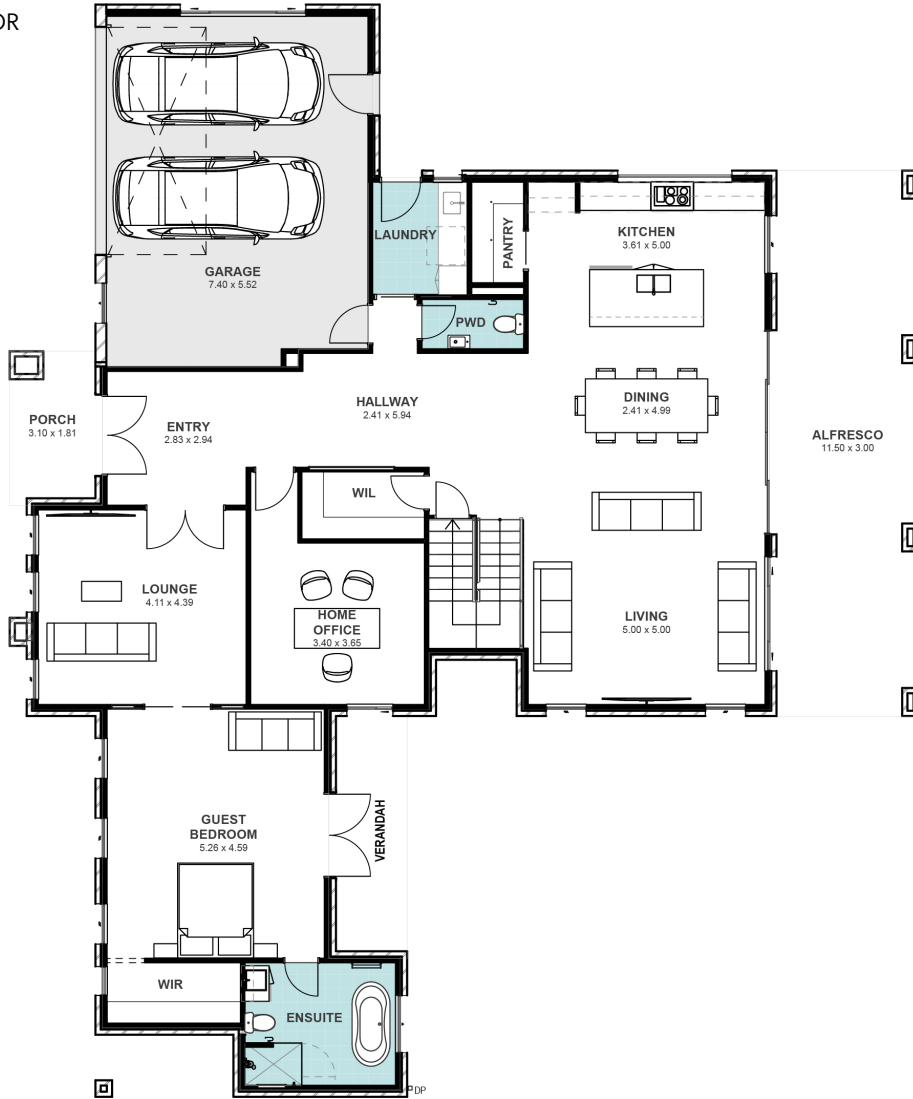 OR
GARAGE
7.40 x 5.52
LAUNDRY
PANTRY
KITCHEN
3.61 x 5.00
PWD
PORCH
3.10 x 1.81
ENTRY
2.83 x 2.94
HALLWAY
2.41 x 5.94
DINING
2.41 x 4.99
ALFRESCO
11.50 x 3.00
WIL
LOUNGE
4.11 x 4.39
HOME
OFFICE
3.40 x 3.65
LIVING
5.00 x 5.00
GUEST
BEDROOM
5.26 x 4.59
VERANDAH
WIR
ENSUITE
DP